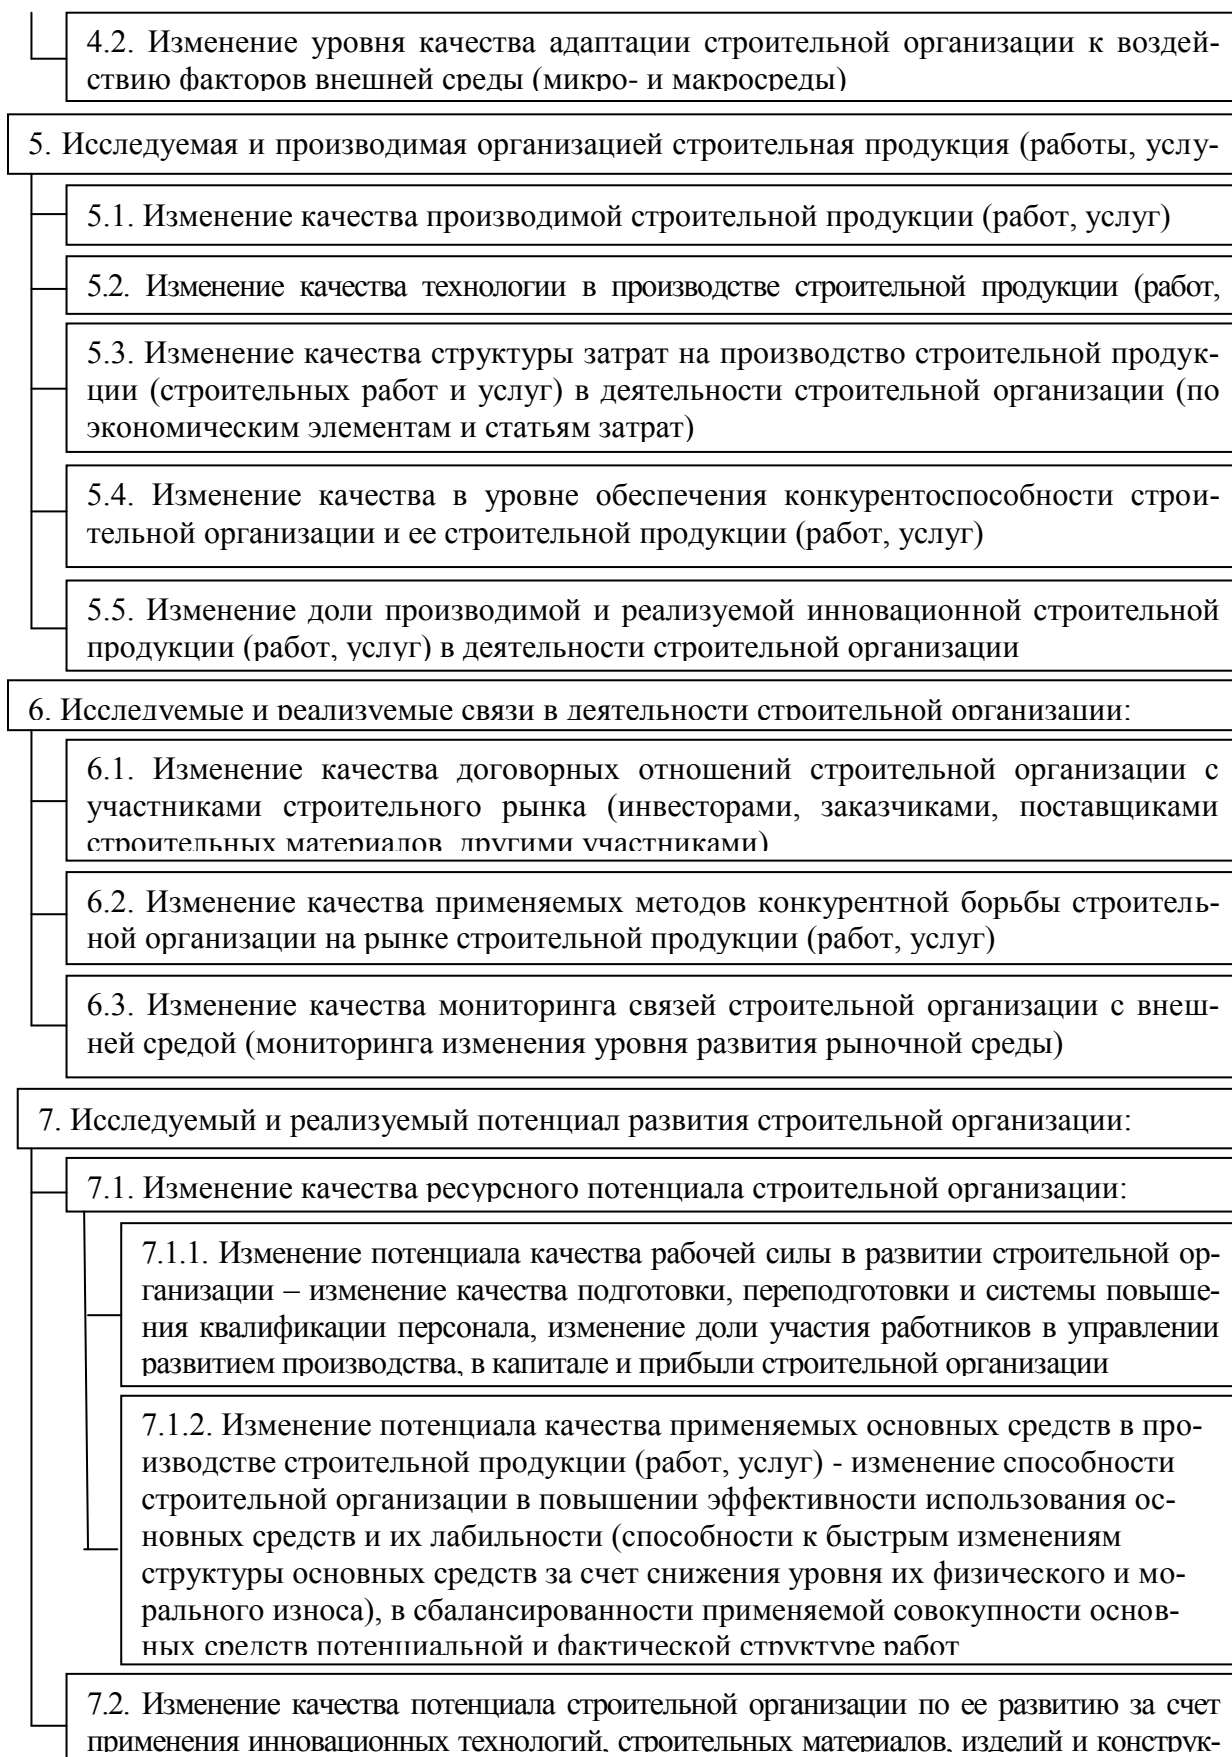 4.2. Изменение уровня качества адаптации строительной организации к воздей-
ствию факторов внешней среды (микро- и макросреды)
5. Исследуемая и производимая организацией строительная продукция (работы, услу-
5.1. Изменение качества производимой строительной продукции (работ, услуг)
5.2. Изменение качества технологии в производстве строительной продукции (работ,
5.3. Изменение качества структуры затрат на производство строительной продук-
ции (строительных работ и услуг) в деятельности строительной организации (по
экономическим элементам и статьям затрат)
5.4. Изменение качества в уровне обеспечения конкурентоспособности строи-
тельной организации и ее строительной продукции (работ, услуг)
5.5. Изменение доли производимой и реализуемой инновационной строительной
продукции (работ, услуг) в деятельности строительной организации
6. Исследуемые и реализуемые связи в деятельности строительной организации:
6.1. Изменение качества договорных отношений строительной организации с
участниками строительного рынка (инвесторами, заказчиками, поставщиками
строительных материалов, другими участниками)
6.2. Изменение качества применяемых методов конкурентной борьбы строитель-
ной организации на рынке строительной продукции (работ, услуг)
6.3. Изменение качества мониторинга связей строительной организации с внеш-
ней средой (мониторинга изменения уровня развития рыночной среды)
7. Исследуемый и реализуемый потенциал развития строительной организации:
7.1. Изменение качества ресурсного потенциала строительной организации:
7.1.1. Изменение потенциала качества рабочей силы в развитии строительной ор-
ганизации – изменение качества подготовки, переподготовки и системы повыше-
ния квалификации персонала, изменение доли участия работников в управлении
развитием производства, в капитале и прибыли строительной организации
7.1.2. Изменение потенциала качества применяемых основных средств в про-
изводстве строительной продукции (работ, услуг) - изменение способности
строительной организации в повышении эффективности использования ос-
новных средств и их лабильности (способности к быстрым изменениям
структуры основных средств за счет снижения уровня их физического и мо-
рального износа), в сбалансированности применяемой совокупности основ-
ных средств потенциальной и фактической структуре работ
7.2. Изменение качества потенциала строительной организации по ее развитию за счет
применения инновационных технологий, строительных материалов, изделий и конструк-